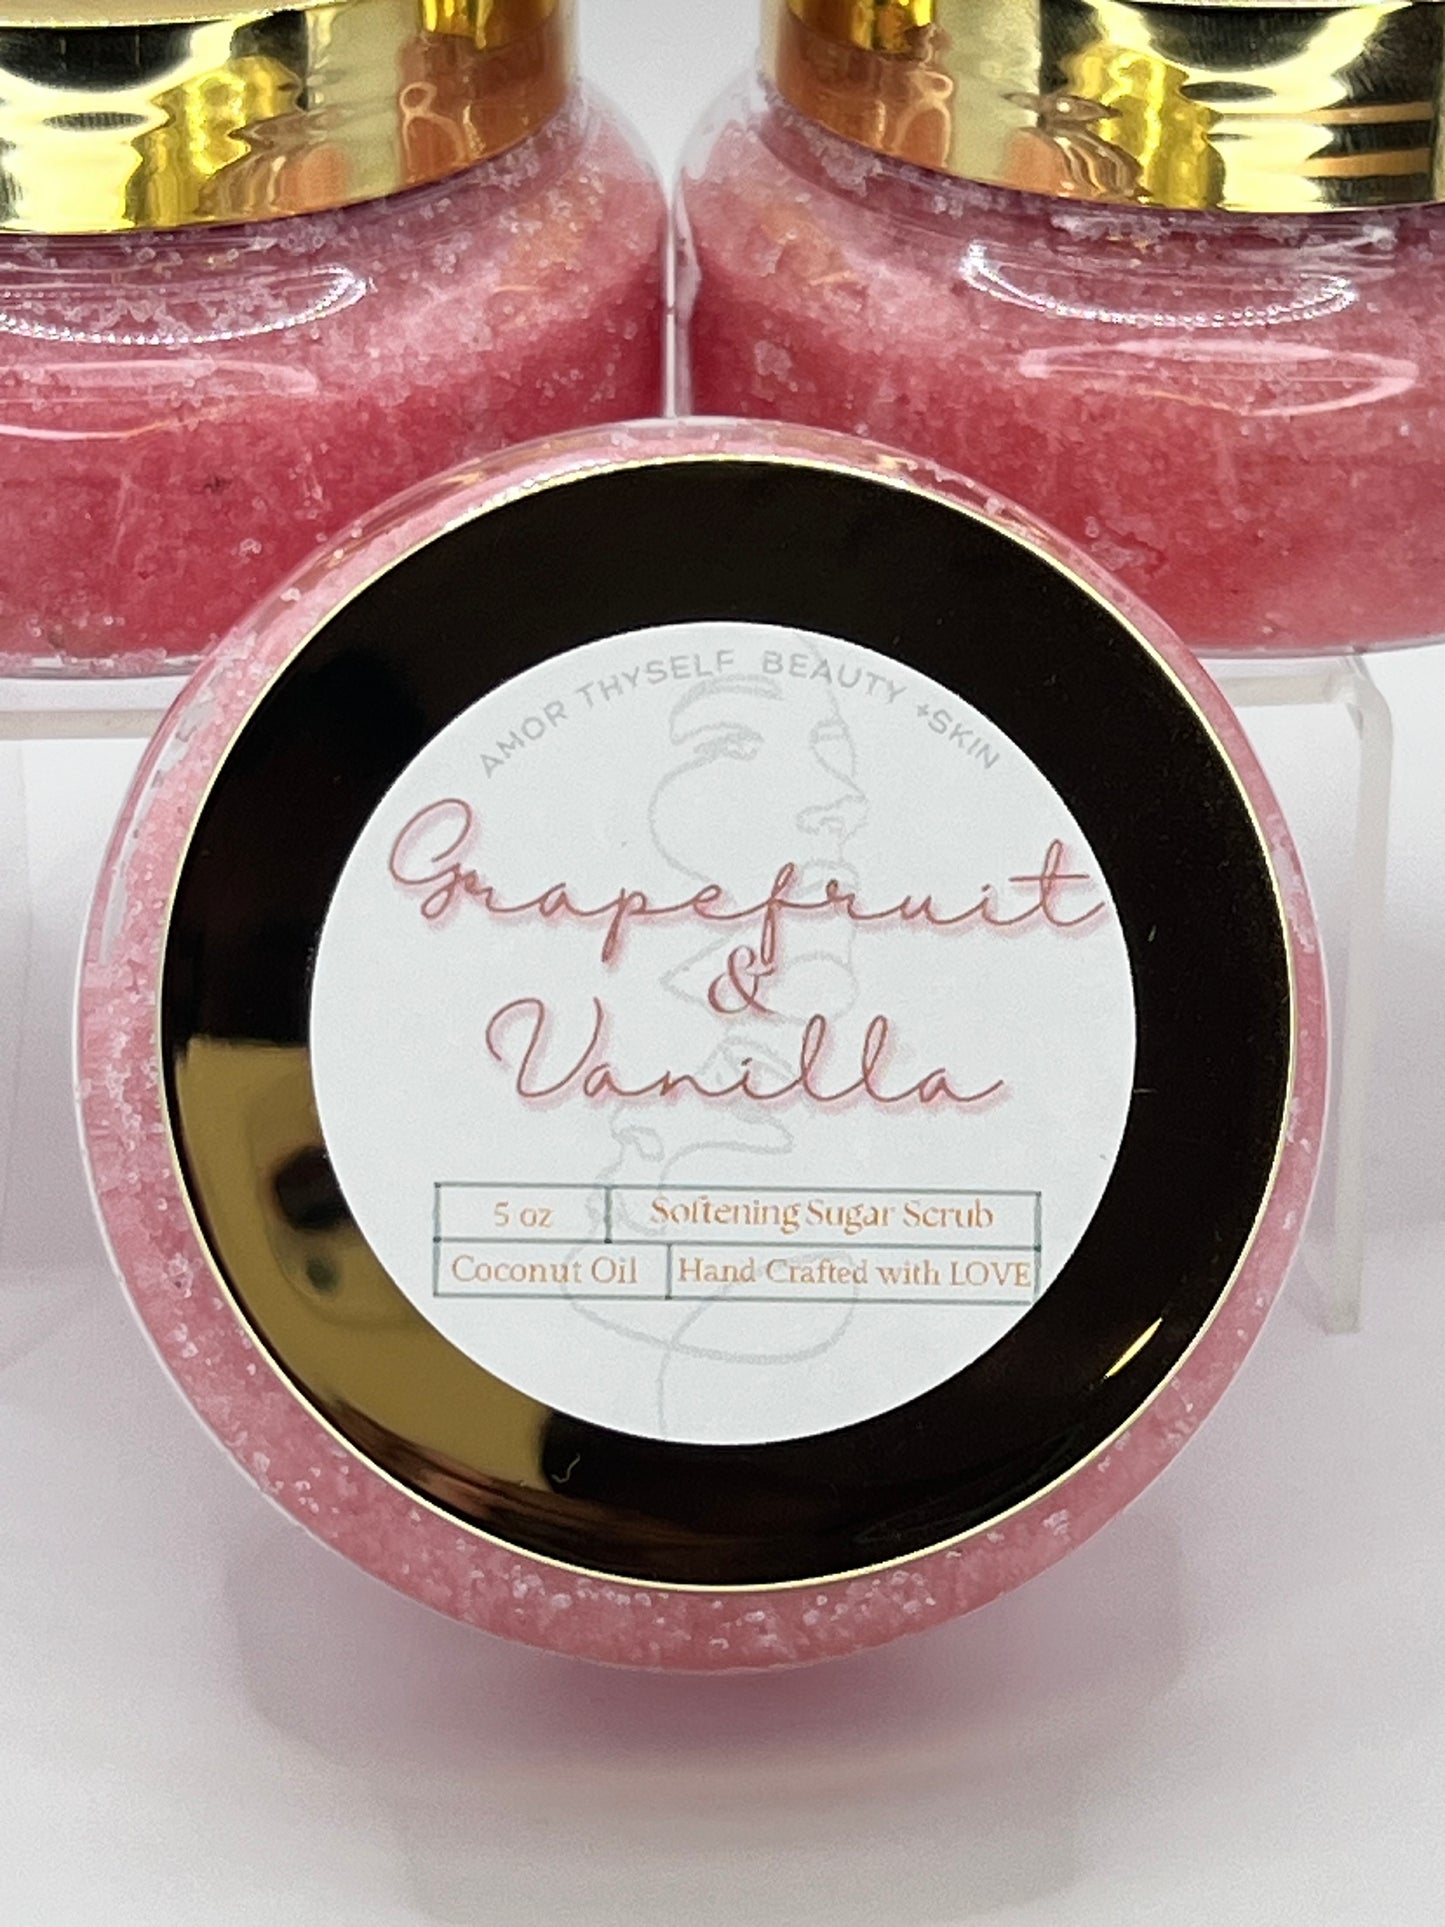 AMOR THYSELF BEAUTY +SKIN
Grapefruit
&
Vanilla
5 oz Softening Sugar Scrub
Coconut Oil Hand Crafted with LOVE